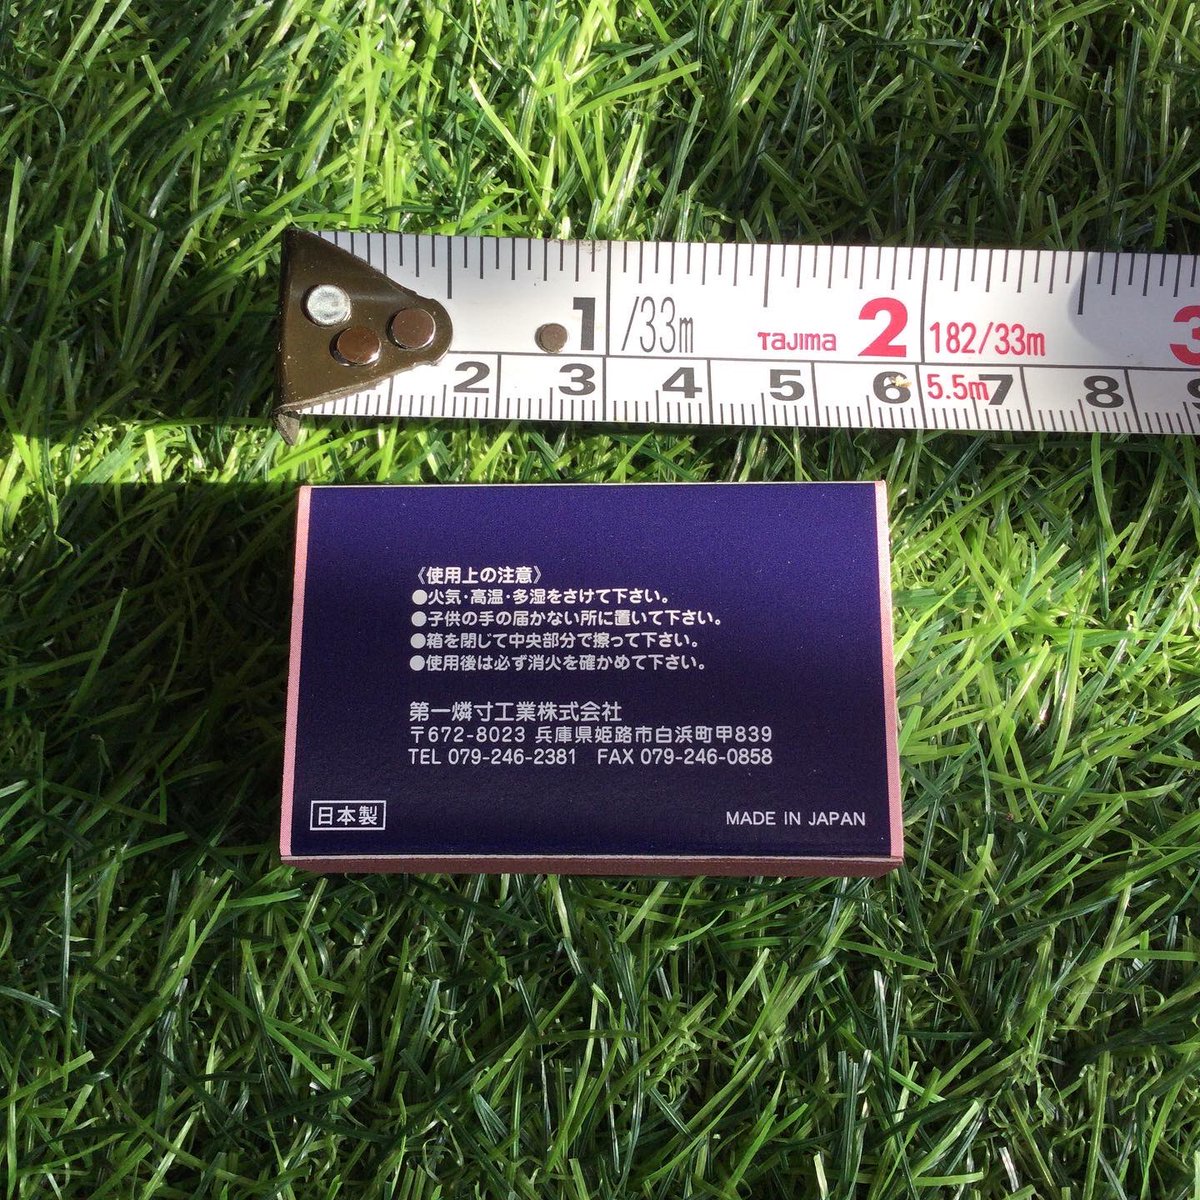 1 /33m TAJIMA 2 182/33m 3
2 3 4 5 6 5.5m 7 8 9
《使用上の注意》
●火気・高温・多湿をさけて下さい。
●子供の手の届かない所に置いて下さい。
●箱を閉じて中央部分で擦って下さい。
●使用後は必ず消火を確かめて下さい。
第一燐寸工業株式会社
〒672-8023 兵庫県姫路市白浜町甲839
TEL 079-246-2381 FAX 079-246-0858
日本製
MADE IN JAPAN